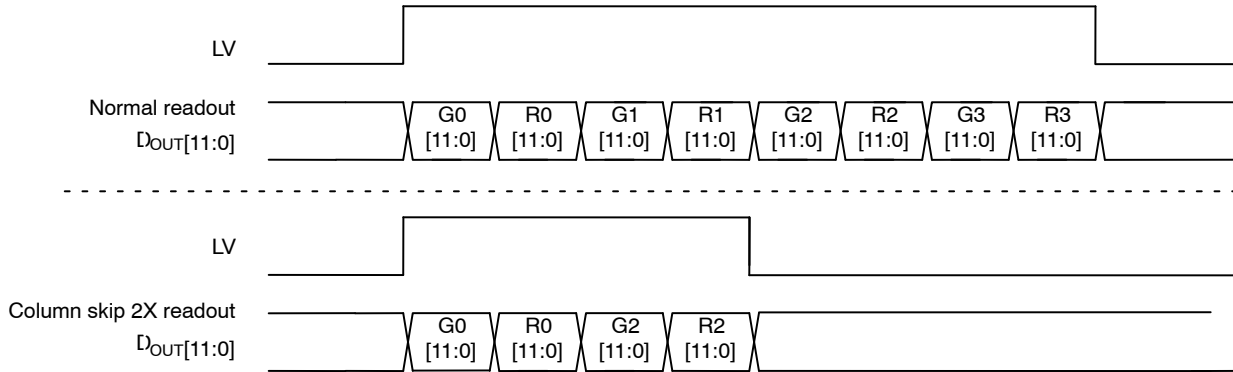 LV
Normal readout
G0 R0 G1 R1 G2 R2 G3 R3
DOUT[11:0]
[11:0] [11:0] [11:0] [11:0] [11:0] [11:0] [11:0] [11:0]
LV
Column skip 2X readout
G0 R0 G2 R2
DOUT[11:0]
[11:0] [11:0] [11:0] [11:0]